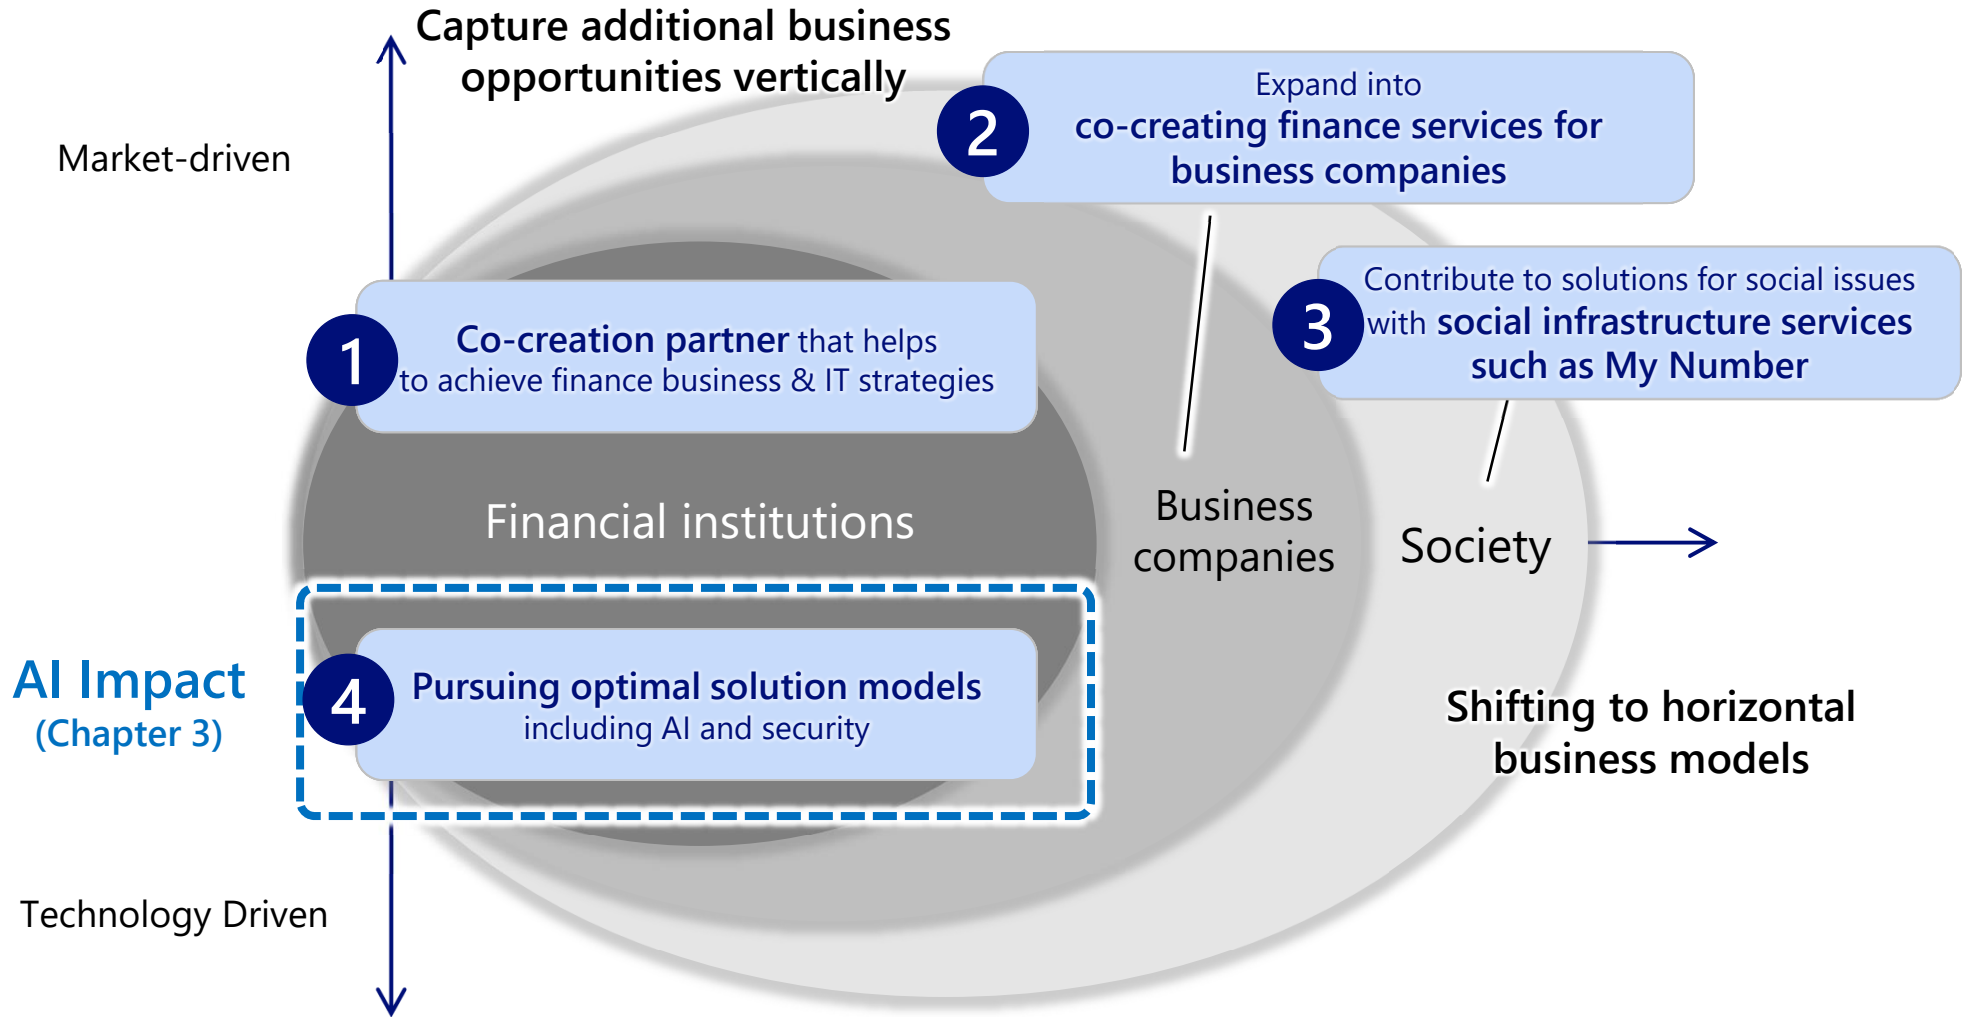 Capture additional business
opportunities vertically
Market-driven
2
Expand into
co-creating finance services for
business companies
3
Contribute to solutions for social issues
with social infrastructure services
such as My Number
1
Co-creation partner that helps
to achieve finance business & IT strategies
Financial institutions
Business
companies
Society
AI Impact
(Chapter 3)
4
Pursuing optimal solution models
including AI and security
Shifting to horizontal
business models
Technology Driven